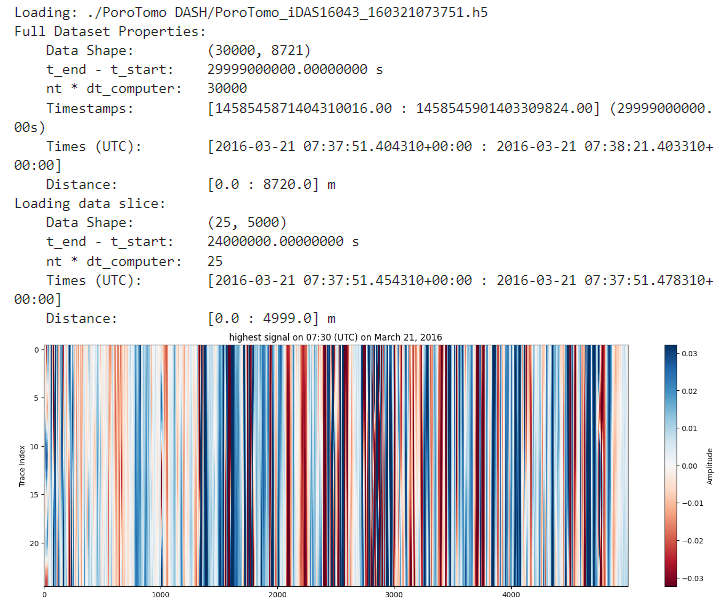 Loading: ./PoroTomo DASH/PoroTomo_iDAS16043_160321073751.h5
Full Dataset Properties:
Data Shape: (30000, 8721)
t_end - t_start: 29999000000.00000000 s
nt * dt_computer: 30000
Timestamps: [1458545871404310016.00 : 1458545901403309824.00] (29999000000.
00s)
Times (UTC): [2016-03-21 07:37:51.404310+00:00 : 2016-03-21 07:38:21.403310+
00:00]
Distance: [0.0 : 8720.0] m
Loading data slice:
Data Shape: (25, 5000)
t_end - t_start: 24000000.00000000 s
nt * dt_computer: 25
Times (UTC): [2016-03-21 07:37:51.454310+00:00 : 2016-03-21 07:37:51.478310+
00:00]
Distance: [0.0 : 4999.0] m
highest signal on 07:30 (UTC) on March 21, 2016
0
5
10
15
20
Trace Index
0 1000 2000 3000 4000
0.03
0.02
0.01
0.00
−0.01
−0.02
−0.03
Amplitude